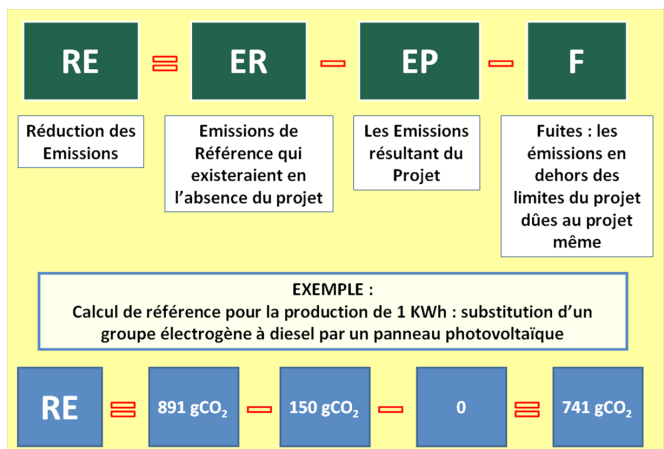 RE = ER – EP – F
Réduction des
Emissions
Emissions de
Référence qui
existeraient en
l'absence du projet
Les Emissions
résultant du
Projet
Fuites : les
émissions en
dehors des
limites du projet
dûes au projet
même
EXEMPLE :
Calcul de référence pour la production de 1 KWh : substitution d'un
groupe électrogène à diesel par un panneau photovoltaïque
RE = 891 gCO₂ – 150 gCO₂ – 0 = 741 gCO₂